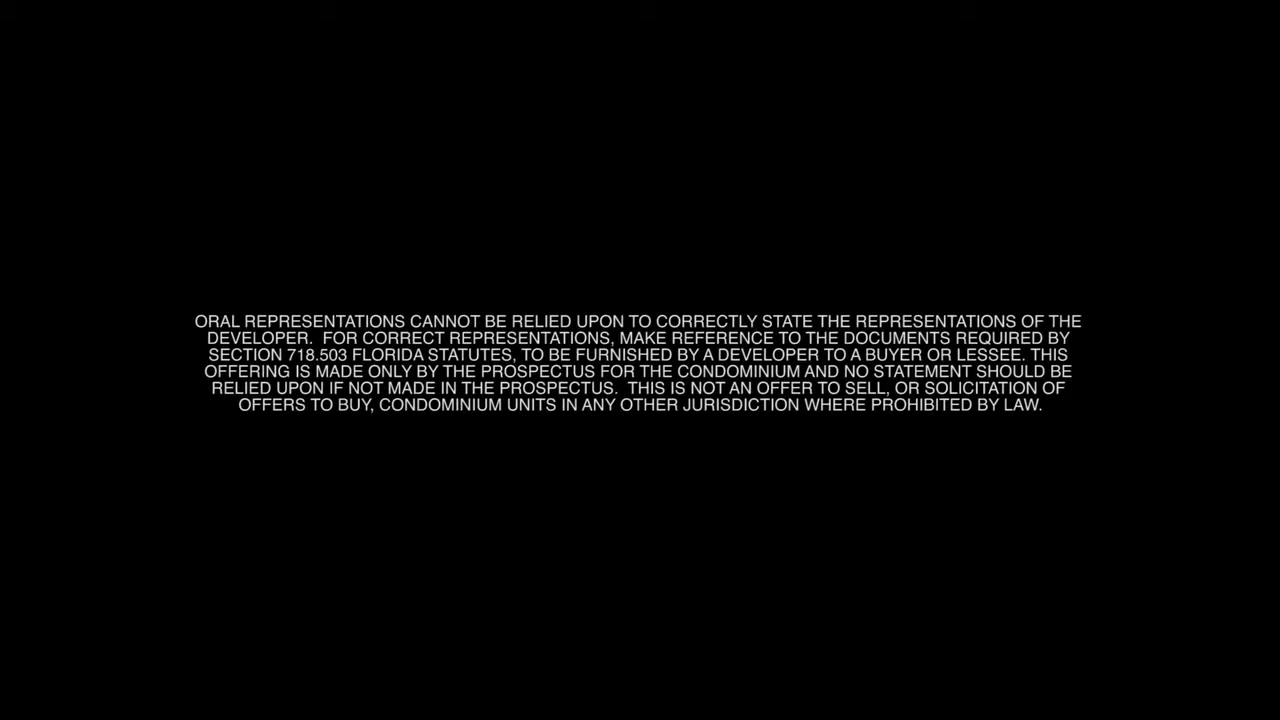 ORAL REPRESENTATIONS CANNOT BE RELIED UPON TO CORRECTLY STATE THE REPRESENTATIONS OF THE
DEVELOPER.  FOR CORRECT REPRESENTATIONS, MAKE REFERENCE TO THE DOCUMENTS REQUIRED BY
SECTION 718.503 FLORIDA STATUTES, TO BE FURNISHED BY A DEVELOPER TO A BUYER OR LESSEE. THIS
OFFERING IS MADE ONLY BY THE PROSPECTUS FOR THE CONDOMINIUM AND NO STATEMENT SHOULD BE
RELIED UPON IF NOT MADE IN THE PROSPECTUS.  THIS IS NOT AN OFFER TO SELL, OR SOLICITATION OF
OFFERS TO BUY, CONDOMINIUM UNITS IN ANY OTHER JURISDICTION WHERE PROHIBITED BY LAW.